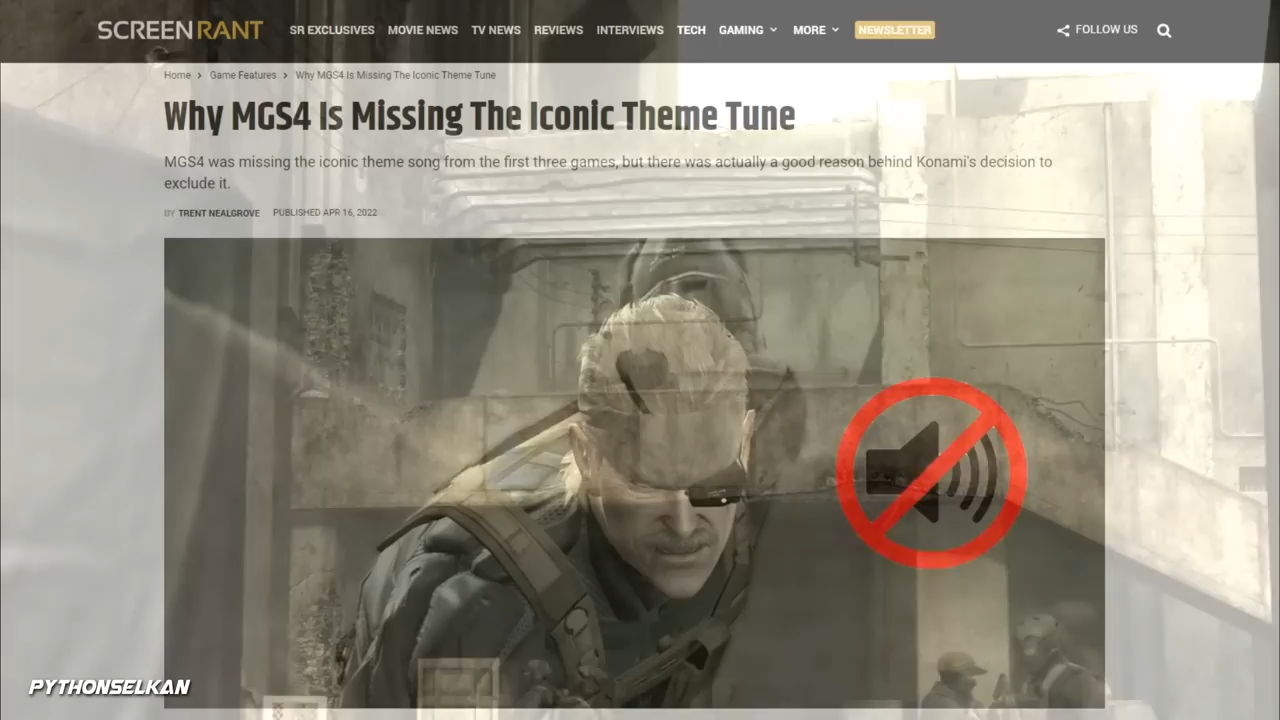 SCREENRANT SR EXCLUSIVES MOVIE NEWS TV NEWS REVIEWS INTERVIEWS TECH GAMING MORE NEWSLETTER FOLLOW US
Home > Game Features > Why MGS4 Is Missing The Iconic Theme Tune
Why MGS4 Is Missing The Iconic Theme Tune
MGS4 was missing the iconic theme song from the first three games, but there was actually a good reason behind Konami's decision to
exclude it.
BY TRENT NEALGROVE PUBLISHED APR 16, 2022
PYTHONSELKAN